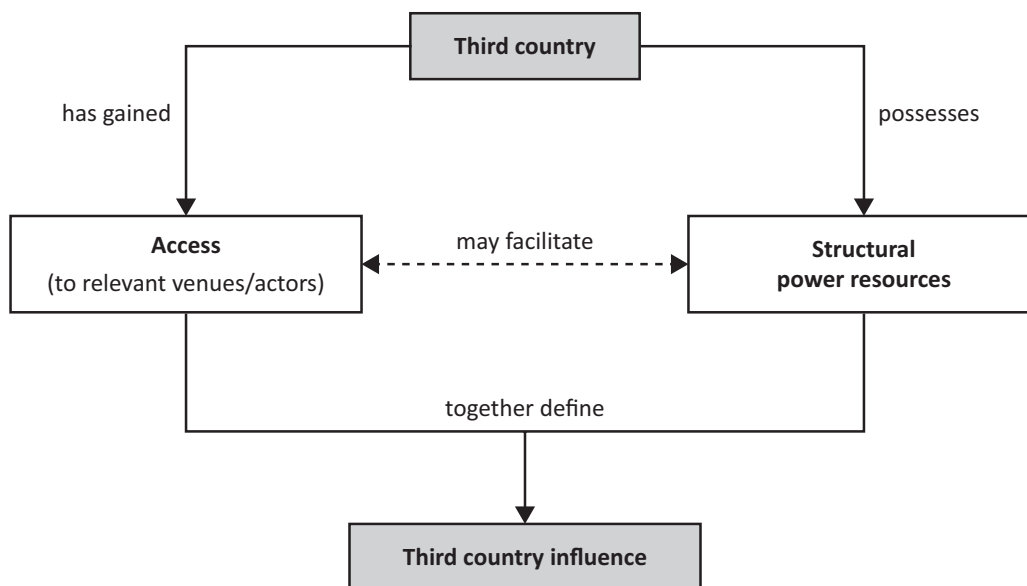 Third country
has gained
possesses
Access
(to relevant venues/actors)
may facilitate
Structural
power resources
together define
Third country influence